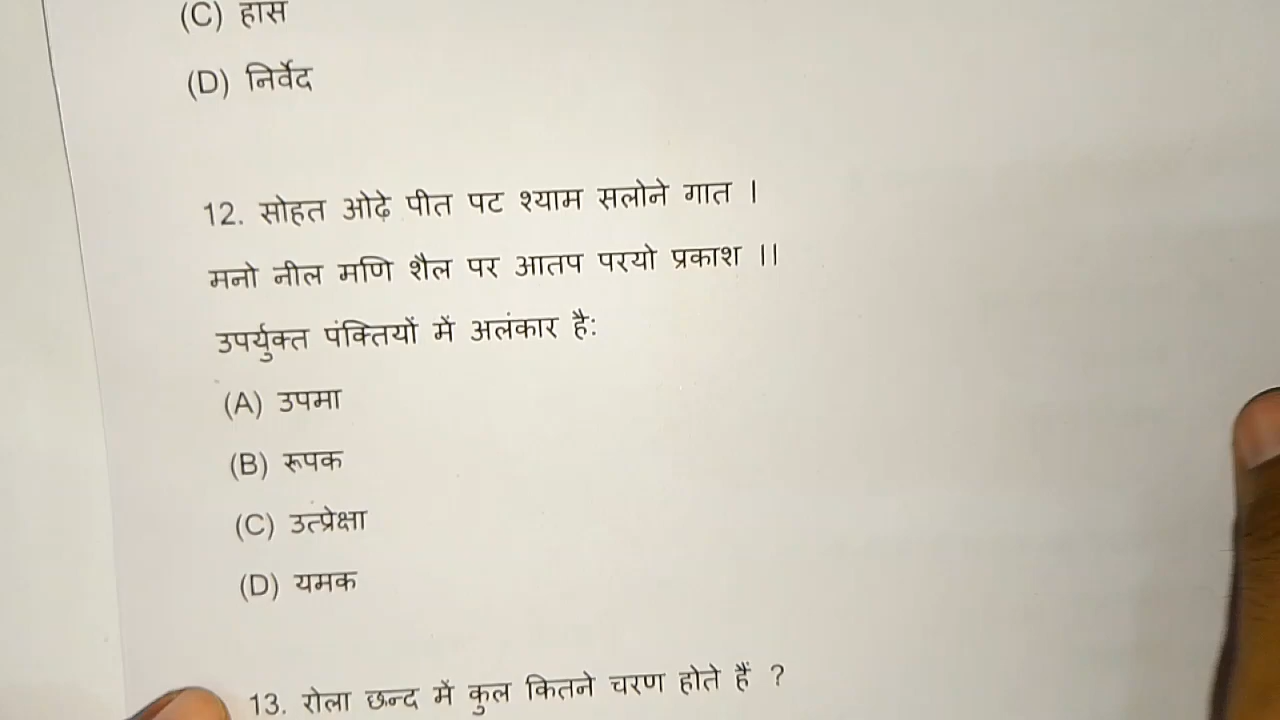 (C) हास
(D) निर्वेद
12. सोहत ओढ़े पीत पट श्याम सलोने गात ।
मनो नील मणि शैल पर आतप परयो प्रकाश ।।
उपर्युक्त पंक्तियों में अलंकार है:
(A) उपमा
(B) रूपक
(C) उत्प्रेक्षा
(D) यमक
13. रोला छन्द में कुल कितने चरण होते हैं ?